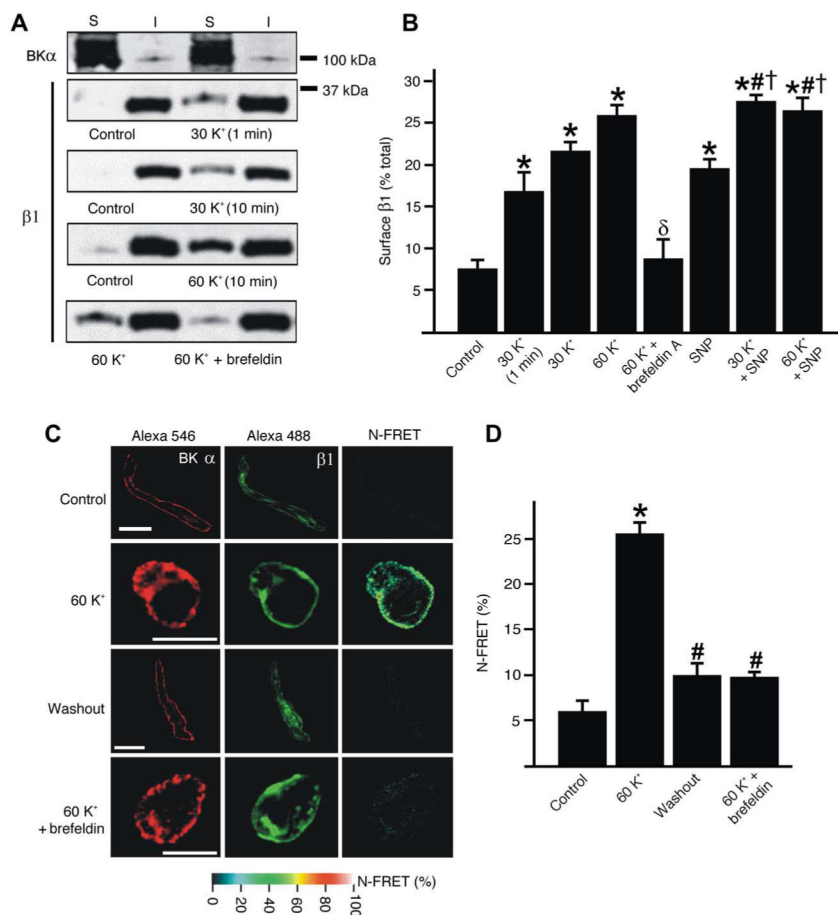 A
S I S I
BKα
100 kDa
37 kDa
Control 30 K⁺ (1 min)
Control 30 K⁺ (10 min)
β1
Control 60 K⁺ (10 min)
60 K⁺ 60 K⁺ + brefeldin
B
Surface β1 (% total)
30
25
20
15
10
5
*
*
*
δ
*
*#†
*#†
Control
30 K⁺
(1 min)
30 K⁺
60 K⁺
60 K⁺ +
brefeldin A
SNP
30 K⁺
+ SNP
60 K⁺
+ SNP
C
Alexa 546 Alexa 488 N-FRET
BK α β1
Control
60 K⁺
Washout
60 K⁺
+ brefeldin
N-FRET (%)
0 20 40 60 80 100
D
N-FRET (%)
25
20
15
10
5
*
#
#
Control
60 K⁺
Washout
60 K⁺ +
brefeldin